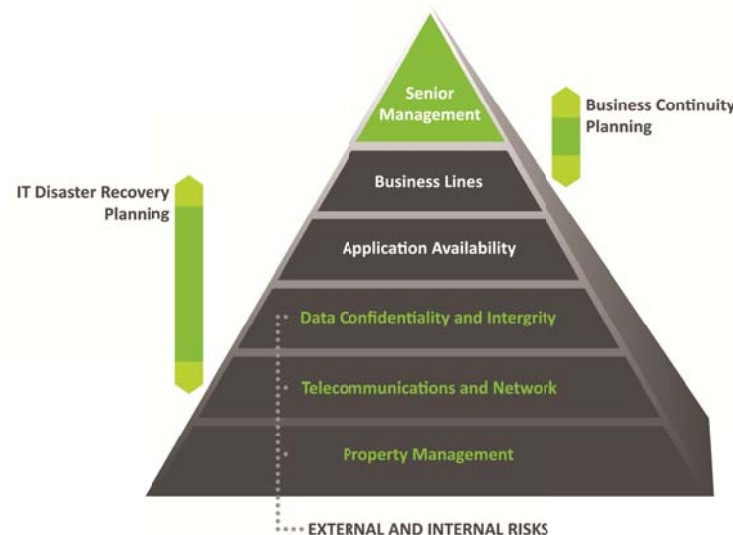 Senior
Management
Business Continuity
Planning
Business Lines
IT Disaster Recovery
Planning
Application Availability
Data Confidentiality and Intergrity
Telecommunications and Network
Property Management
EXTERNAL AND INTERNAL RISKS